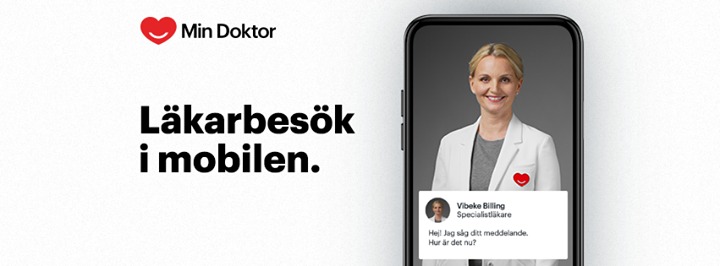 Min Doktor
Läkarbesök
i mobilen.
Vibeke Billing
Specialistläkare
Hej! Jag såg ditt meddelande.
Hur är det nu?